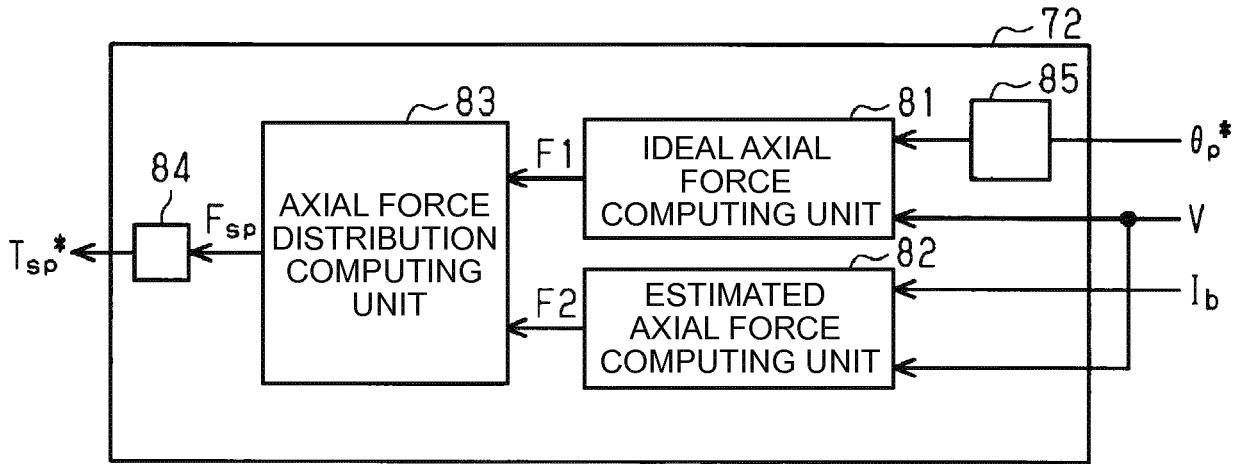 72
85
81
83
84
IDEAL AXIAL
FORCE
COMPUTING UNIT
F1
θp*
AXIAL FORCE
DISTRIBUTION
COMPUTING
UNIT
Fsp
Tsp*
V
82
ESTIMATED
AXIAL FORCE
COMPUTING UNIT
F2
Ib